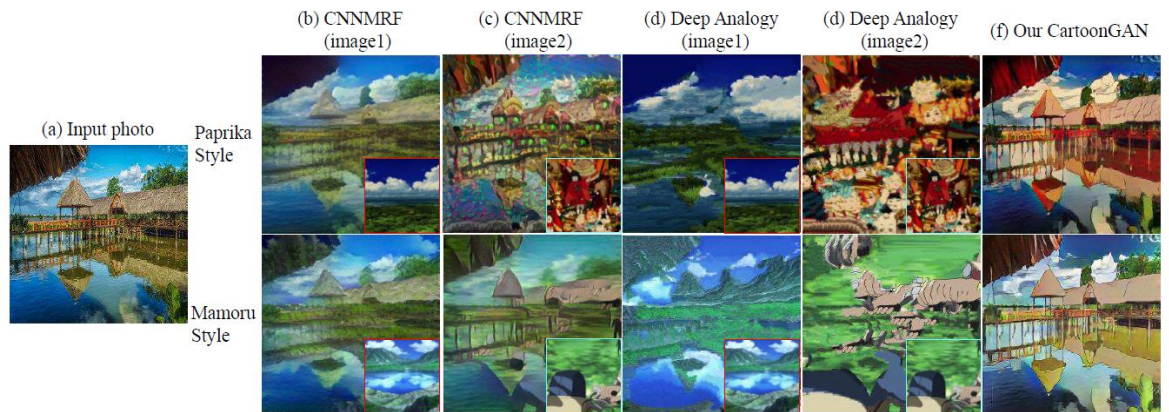 (b) CNNMRF
(image1)
(c) CNNMRF
(image2)
(d) Deep Analogy
(image1)
(d) Deep Analogy
(image2)
(f) Our CartoonGAN
(a) Input photo
Paprika
Style
Mamoru
Style